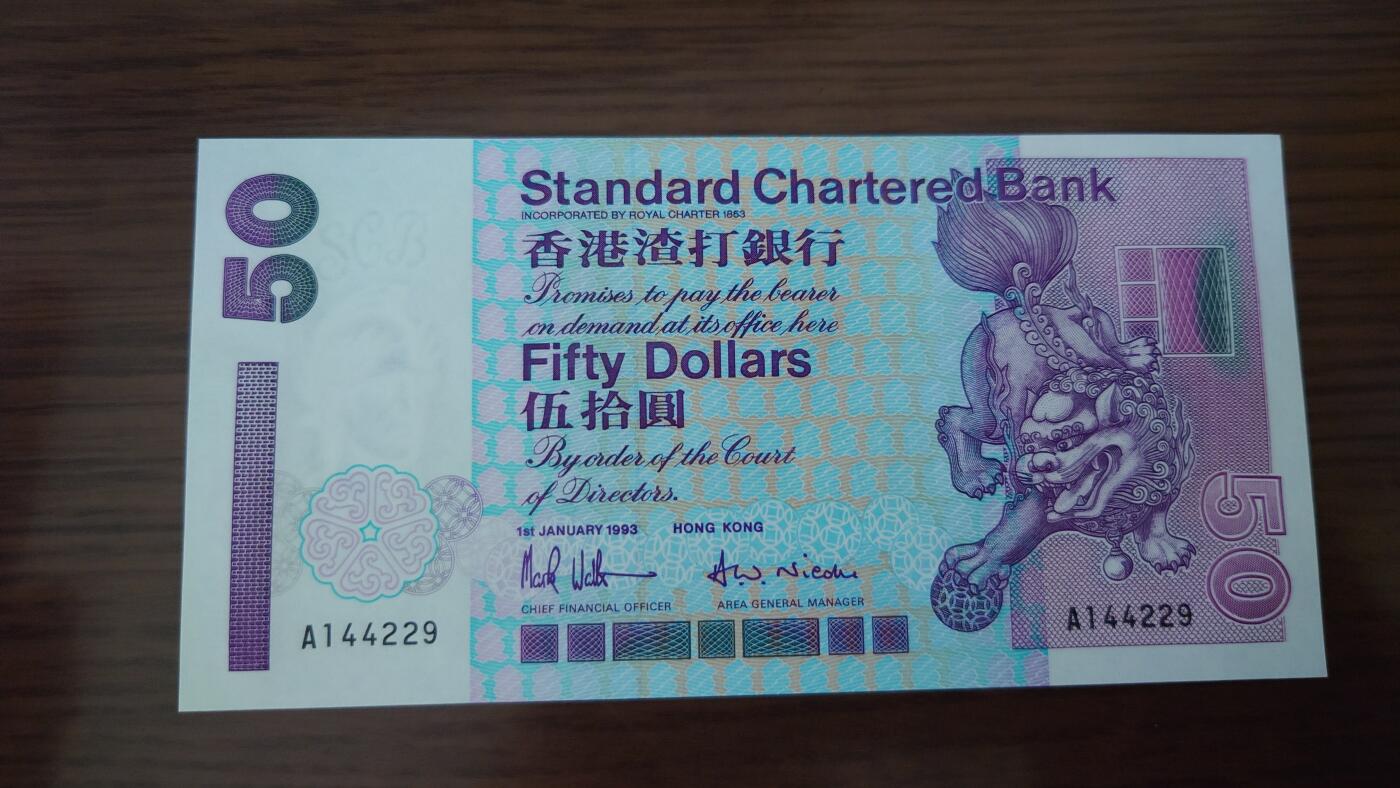 50
SCB
Standard Chartered Bank
INCORPORATED BY ROYAL CHARTER 1853
香港渣打銀行
Promises to pay the bearer
on demand at its office here
Fifty Dollars
伍拾圓
By order of the Court
of Directors.
1st JANUARY 1993 HONG KONG
CHIEF FINANCIAL OFFICER AREA GENERAL MANAGER
A144229
A144229
50